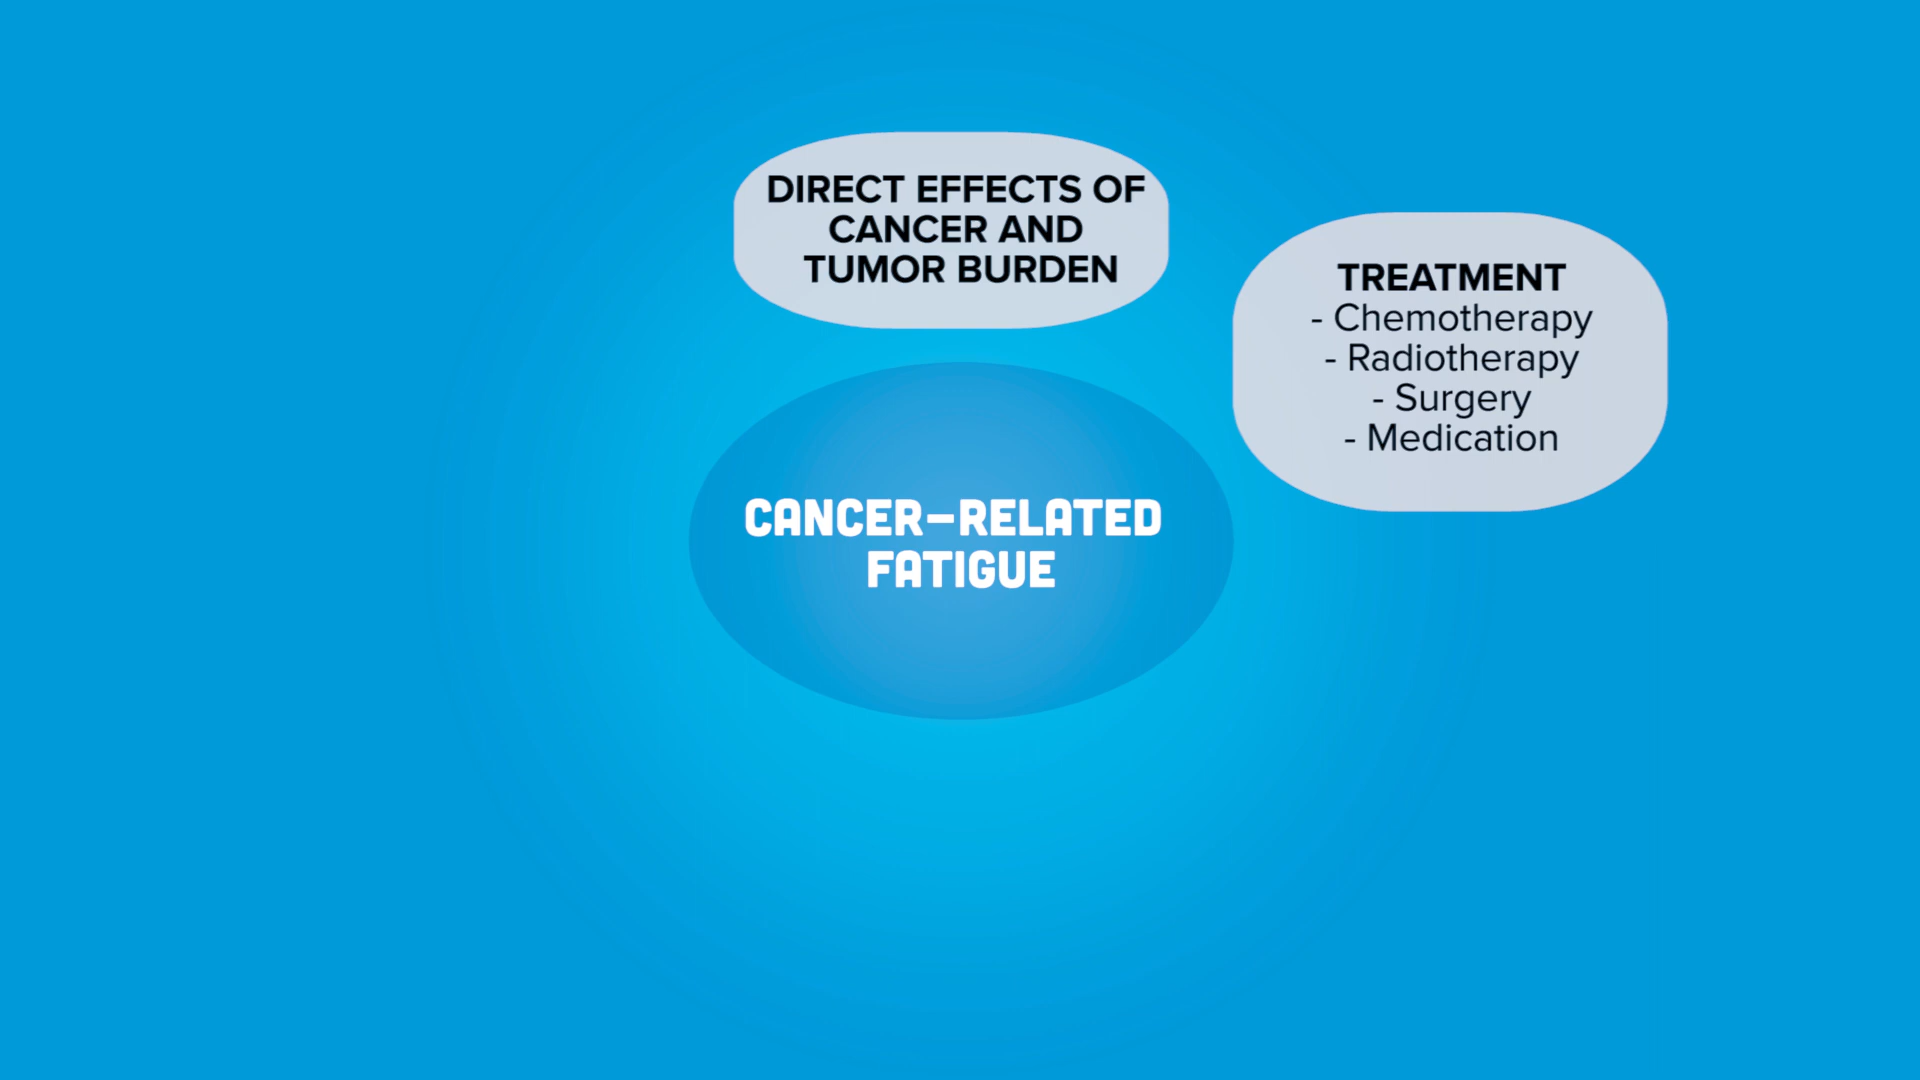 DIRECT EFFECTS OF
CANCER AND
TUMOR BURDEN
TREATMENT
- Chemotherapy
- Radiotherapy
- Surgery
- Medication
CANCER-RELATED
FATIGUE